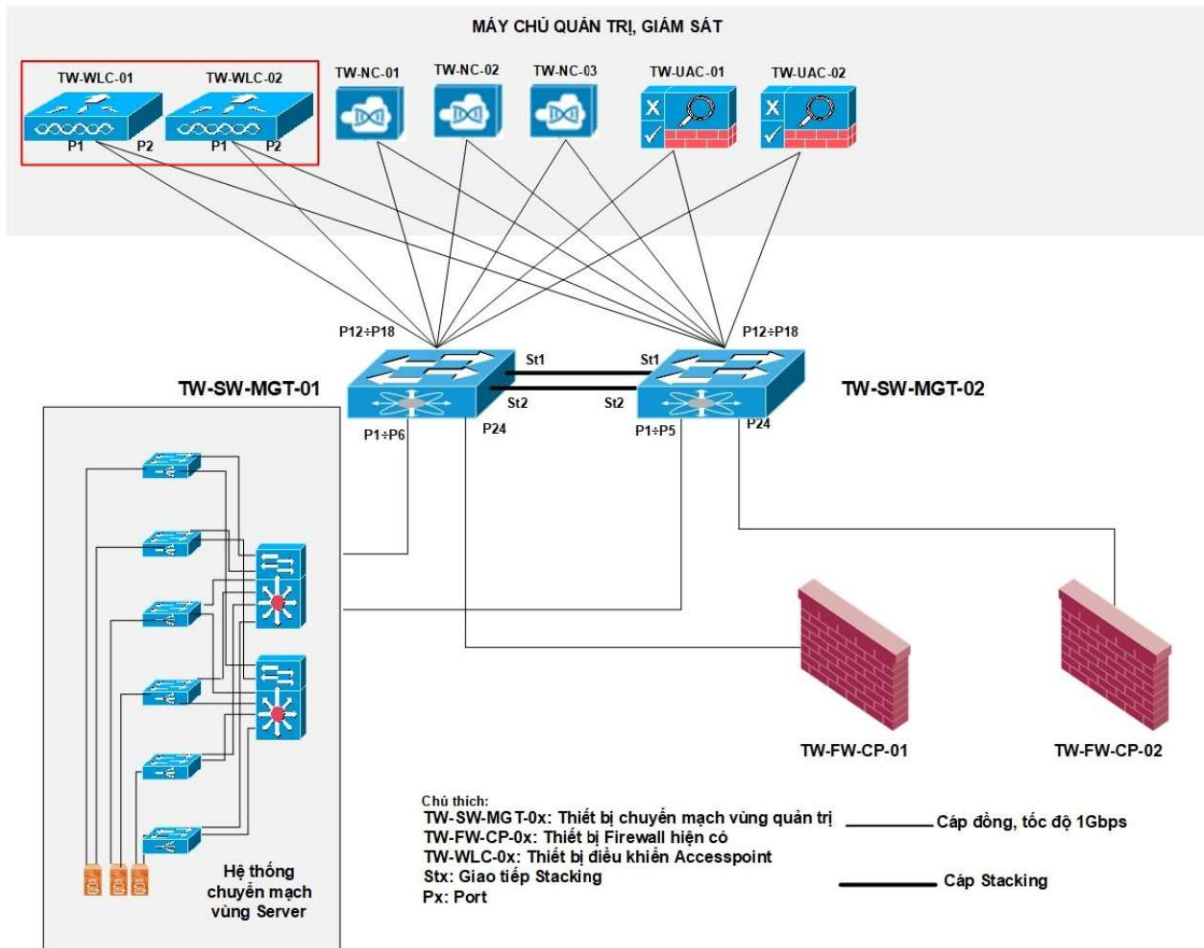 MÁY CHỦ QUẢN TRỊ, GIÁM SÁT
TW-WLC-01
TW-WLC-02
TW-NC-01
TW-NC-02
TW-NC-03
TW-UAC-01
TW-UAC-02
P1
P2
P1
P2
P12÷P18
P12÷P18
St1
St1
TW-SW-MGT-01
St2
St2
TW-SW-MGT-02
P1÷P6
P24
P1÷P5
P24
TW-FW-CP-01
TW-FW-CP-02
Hệ thống
chuyển mạch
vùng Server
Chú thích:
TW-SW-MGT-0x: Thiết bị chuyển mạch vùng quản trị
TW-FW-CP-0x: Thiết bị Firewall hiện có
TW-WLC-0x: Thiết bị điều khiển Accesspoint
Stx: Giao tiếp Stacking
Px: Port
Cáp đồng, tốc độ 1Gbps
Cáp Stacking